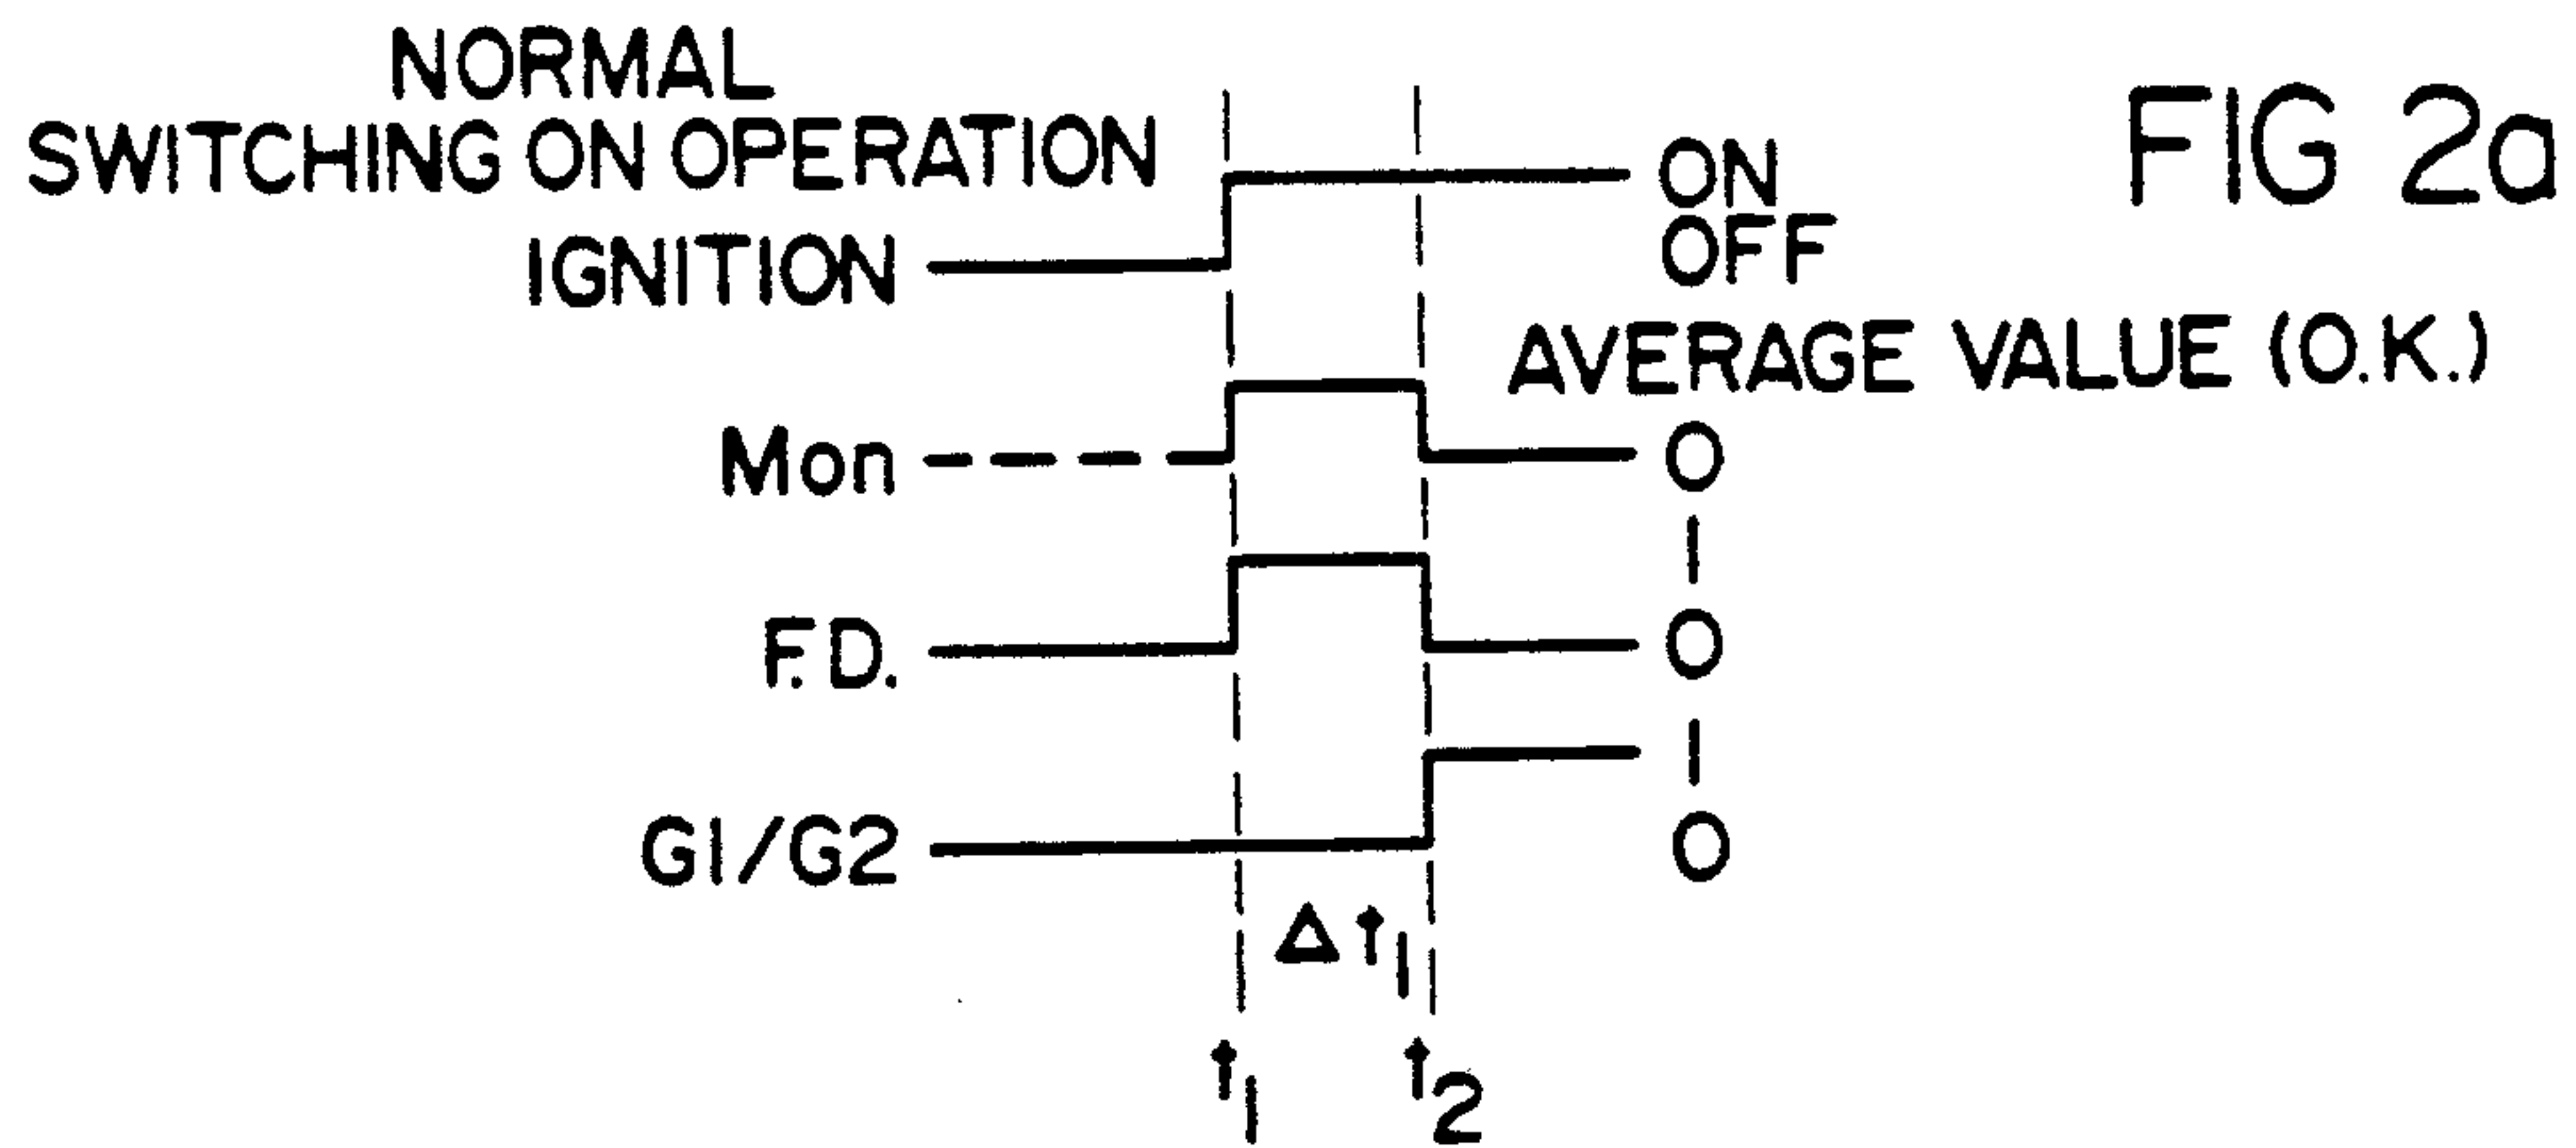 NORMAL
SWITCHING ON OPERATION
FIG 2a
ON
OFF
IGNITION
AVERAGE VALUE (O.K.)
Mon
O
I
F.D.
O
I
G1/G2
O
Δt1
t1
t2